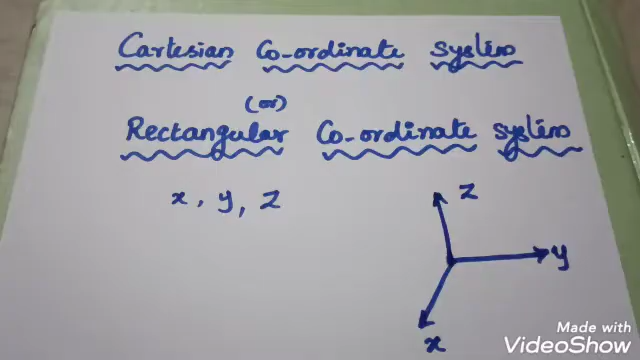 Cartesian Co-ordinate System
(or)
Rectangular Co-ordinate System
x, y, z
z
y
x
Made with
VideoShow